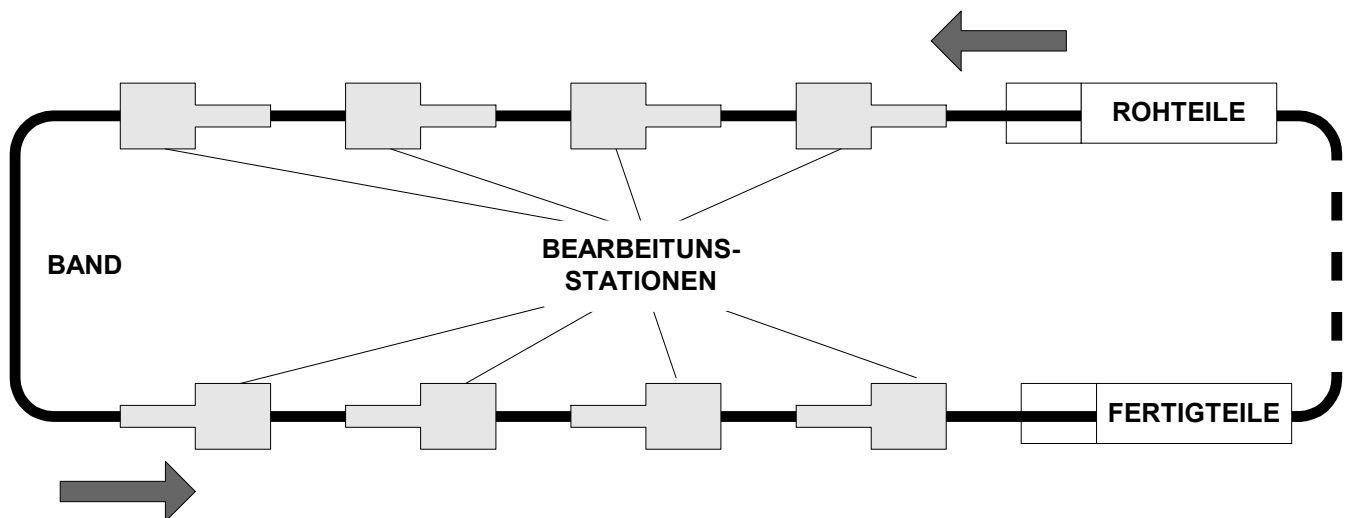 ROHTEILE
BAND
BEARBEITUNS-
STATIONEN
FERTIGTEILE